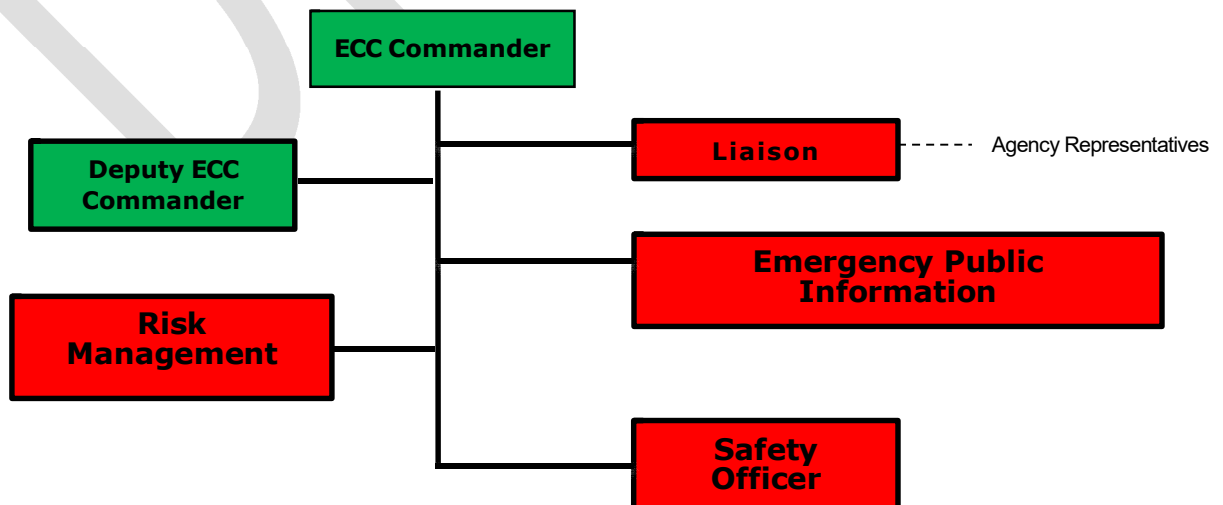 ECC Commander
Liaison
Agency Representatives
Deputy ECC
Commander
Emergency Public
Information
Risk
Management
Safety
Officer